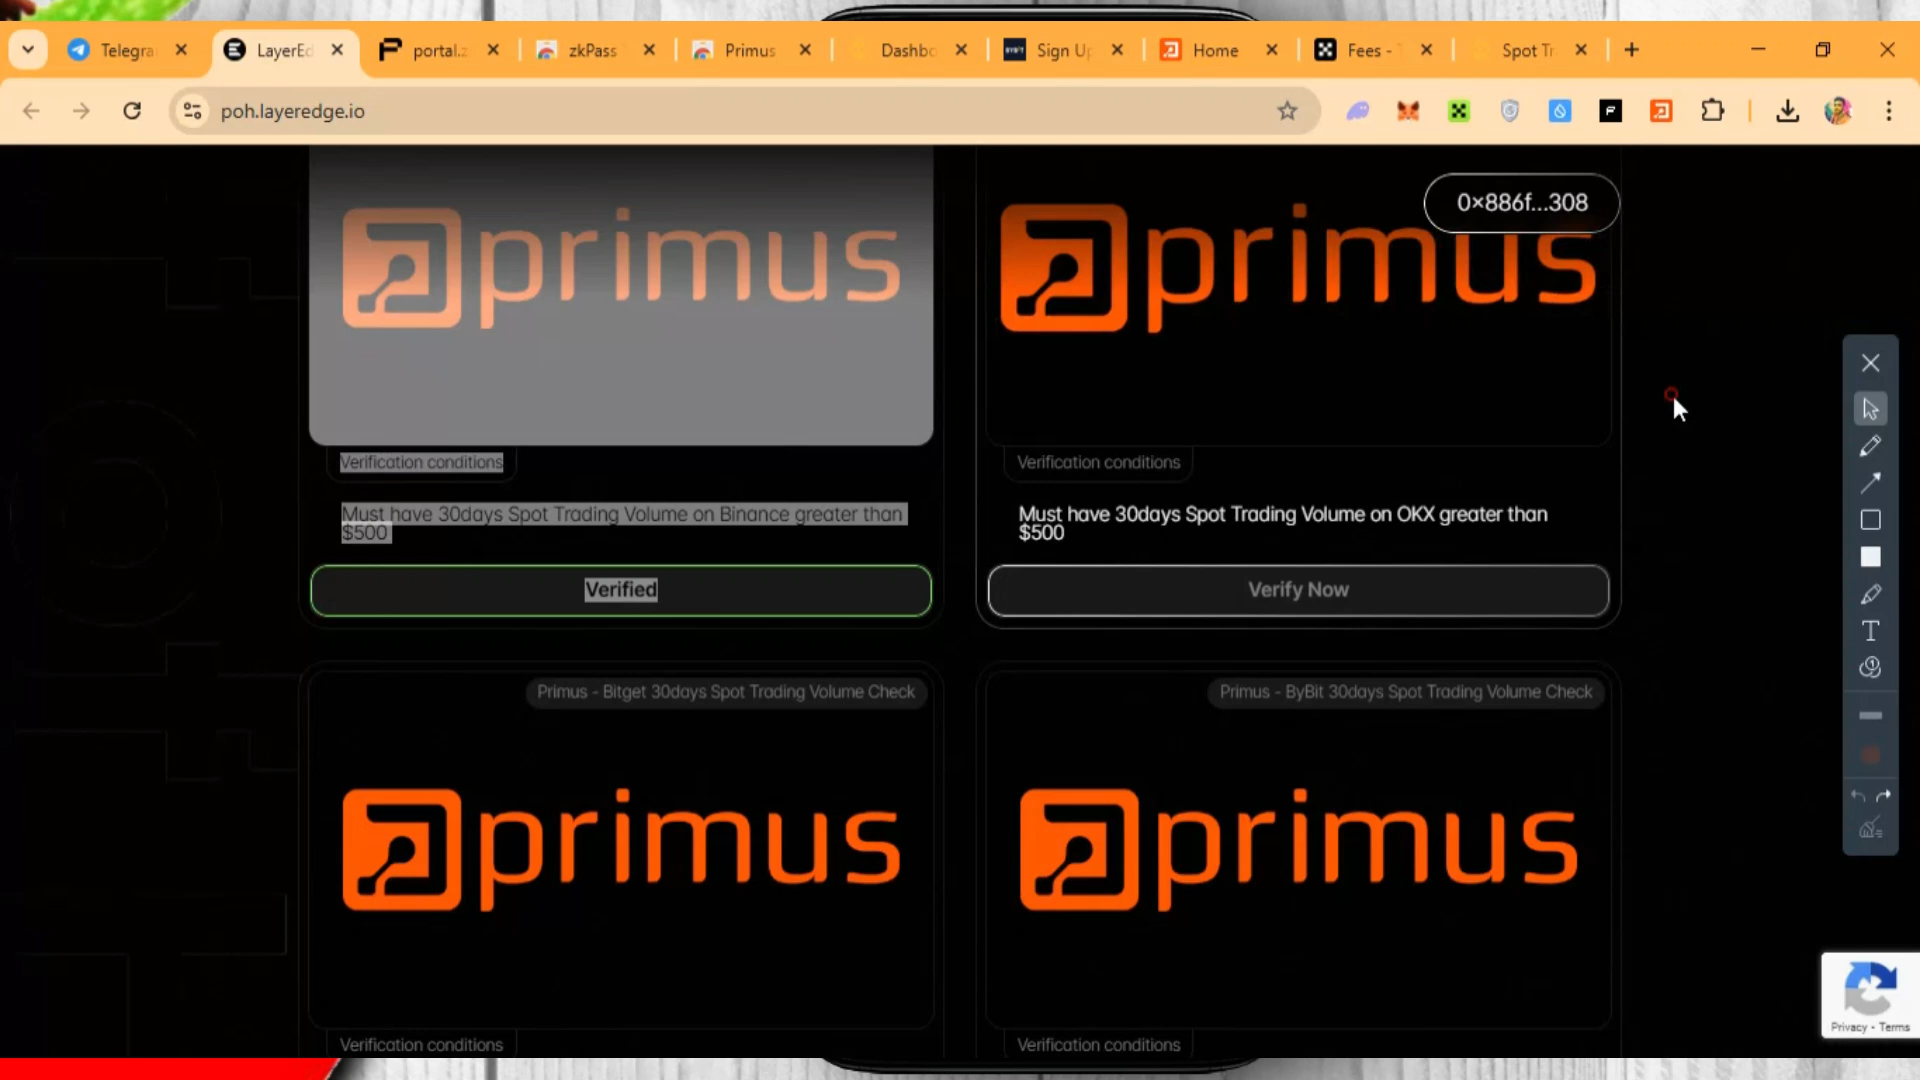 Telegra
LayerEd
portal.z
zkPass
Primus
Dashbo
Sign Up
Home
Fees -
Spot Tr
poh.layeredge.io
0×886f...308
primus
primus
Verification conditions
Verification conditions
Must have 30days Spot Trading Volume on Binance greater than
$500
Must have 30days Spot Trading Volume on OKX greater than
$500
Verified
Verify Now
Primus - Bitget 30days Spot Trading Volume Check
Primus - ByBit 30days Spot Trading Volume Check
primus
primus
Verification conditions
Verification conditions
Privacy - Terms